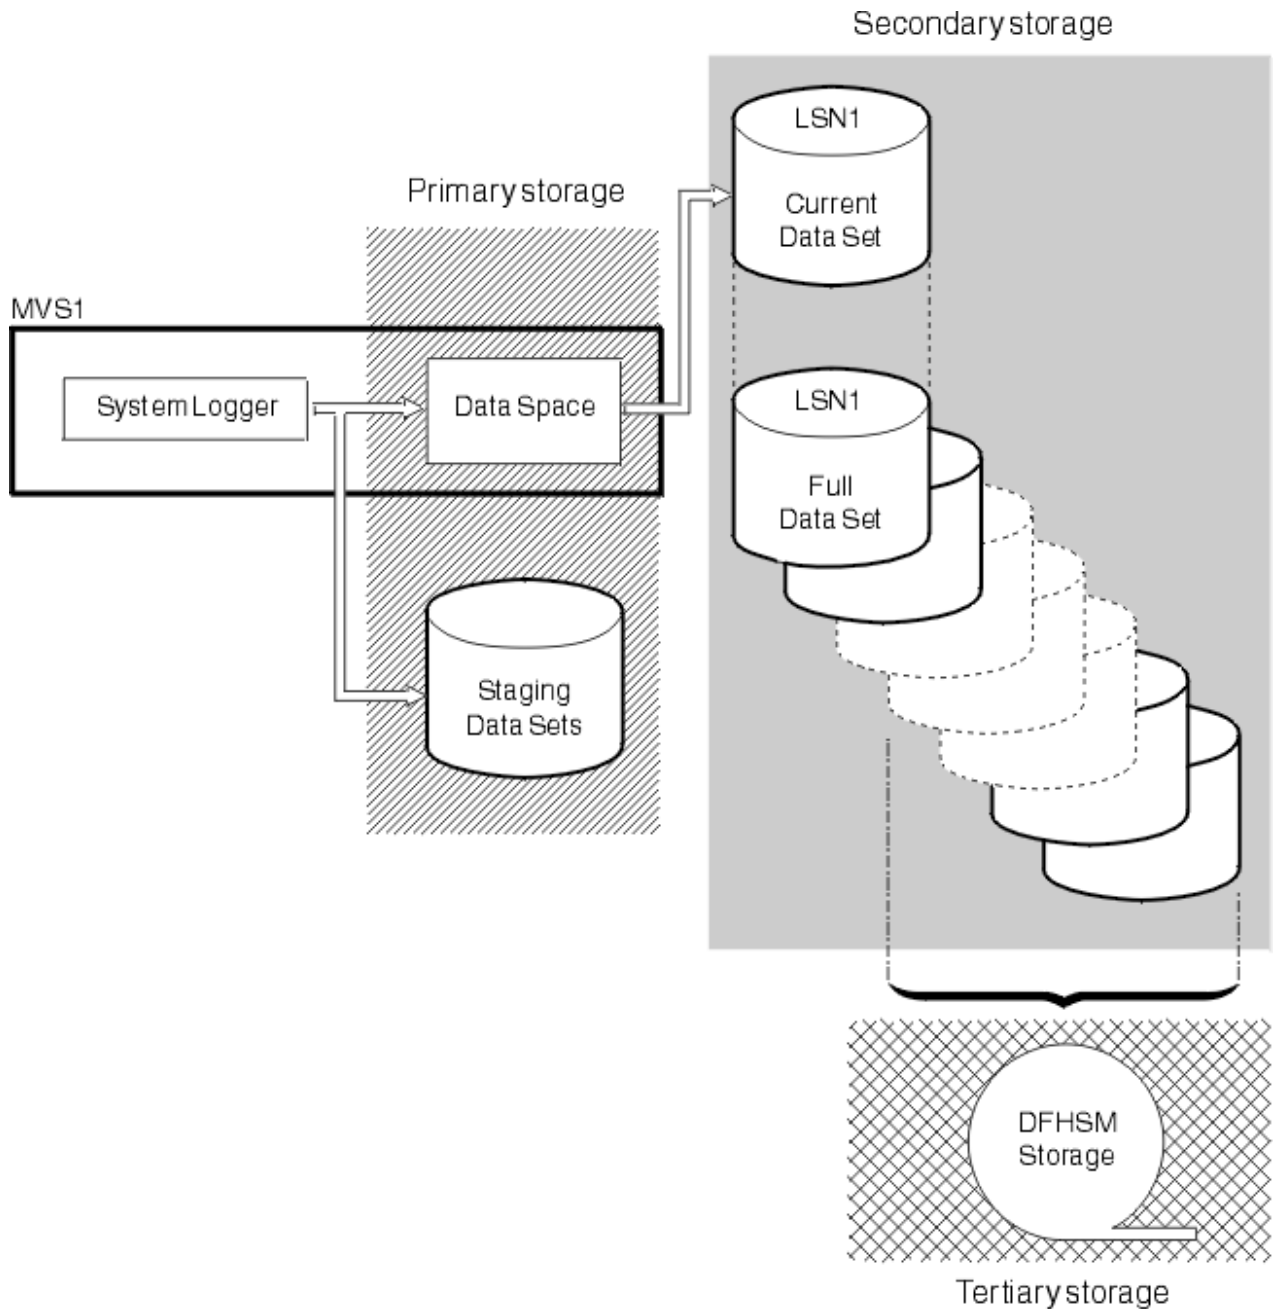 Secondary storage
LSN1
Current
Data Set
Primary storage
MVS1
System Logger
Data Space
LSN1
Full
Data Set
Staging
Data Sets
DFHSM
Storage
Tertiary storage